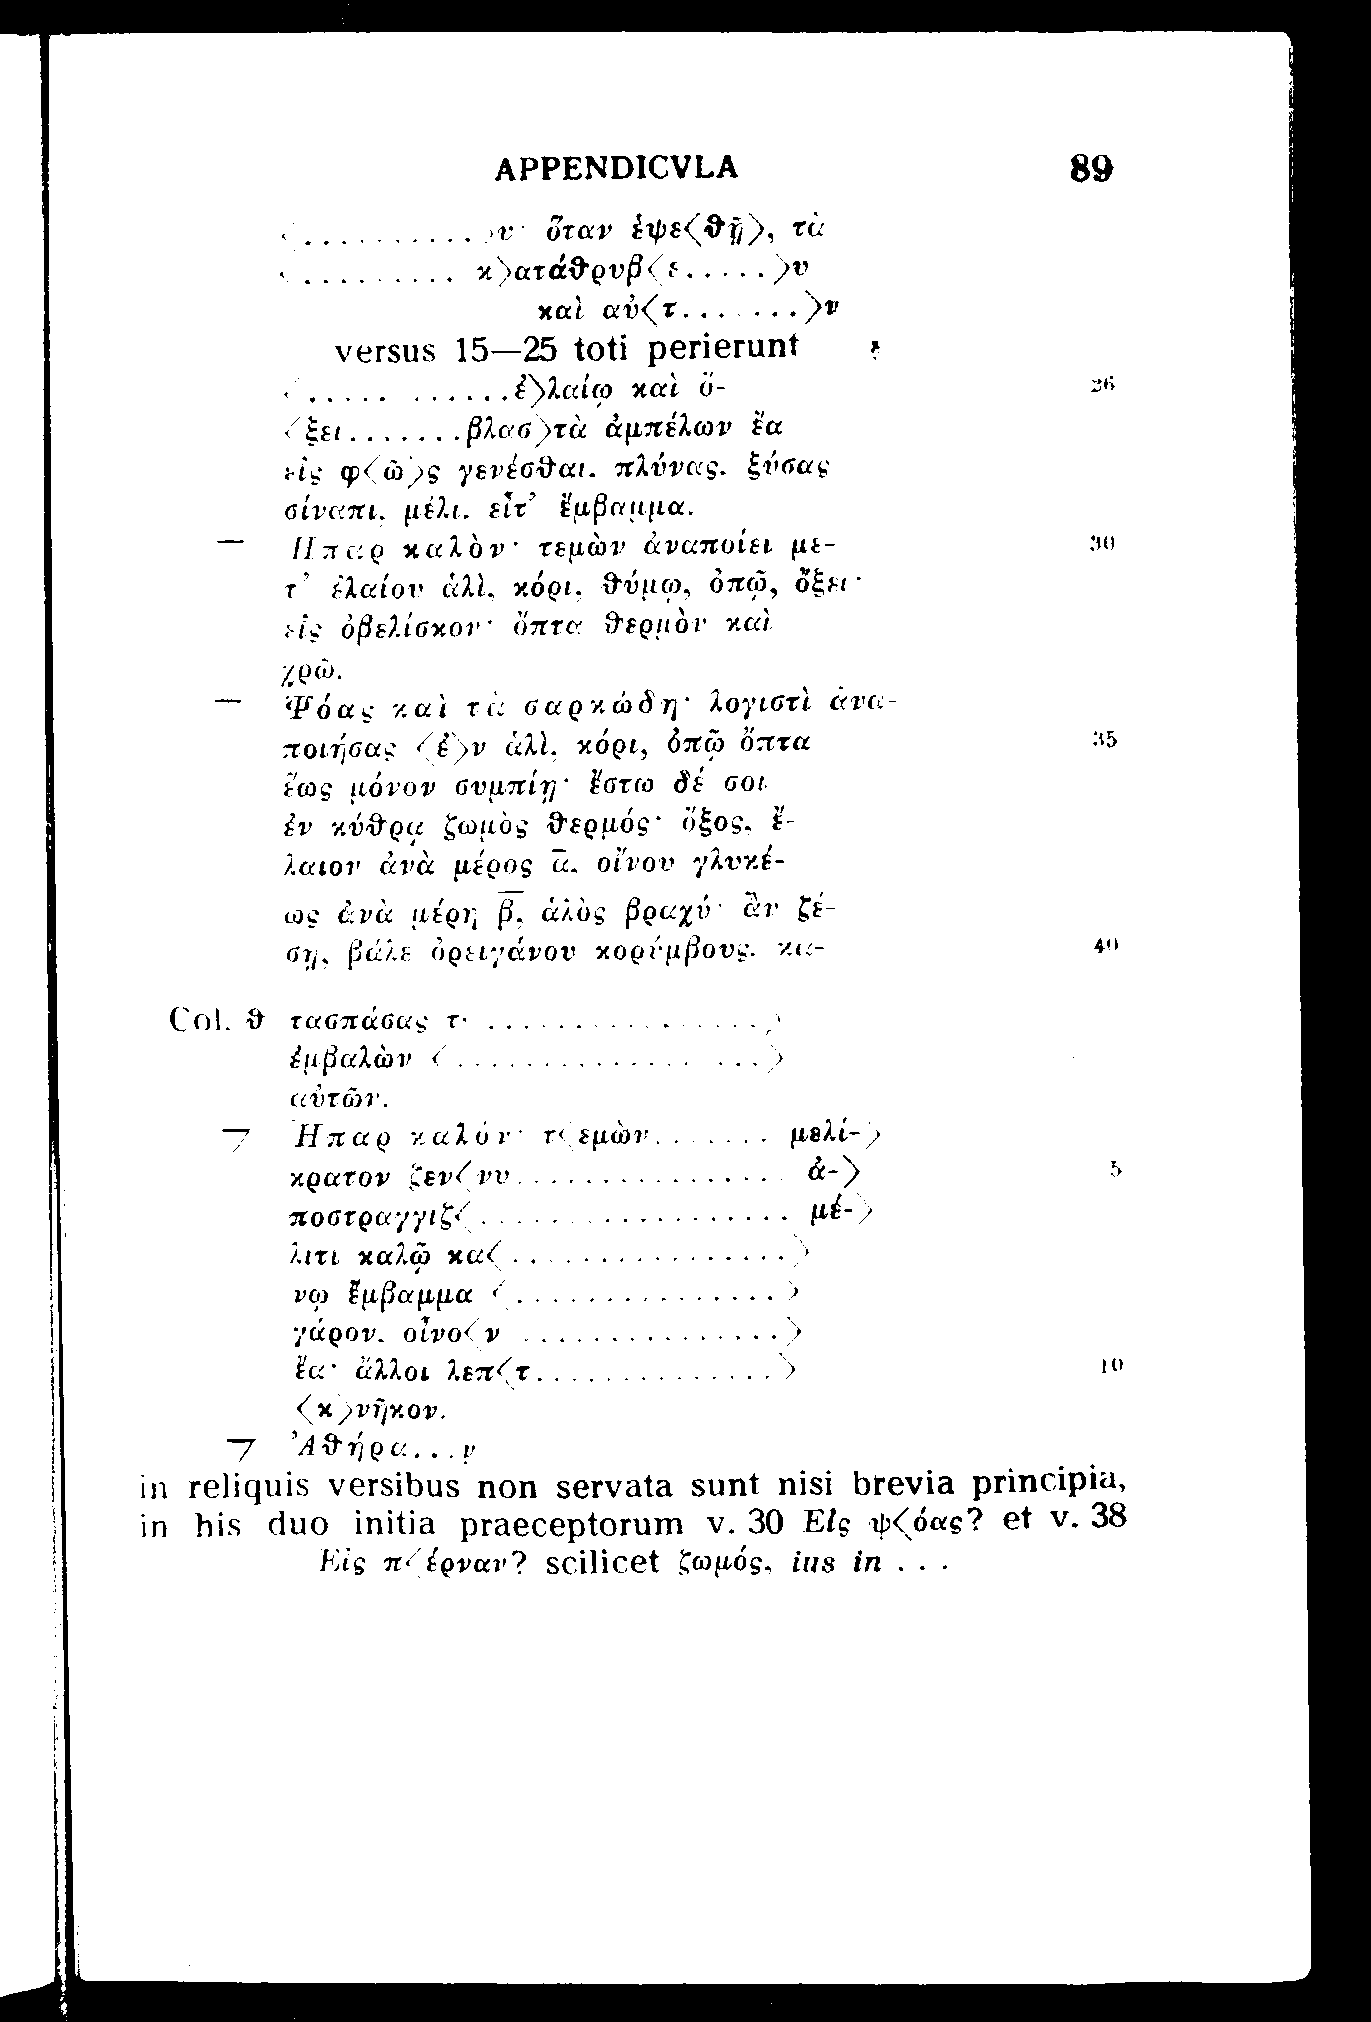 APPENDICVLA 89
<. . . . . . . . . . .>υ· ὅταν ἑψε<θῇ>, τὰ
<. . . . . . . . . . κ>ατάθρυβ<ε. . . . .>υ
καὶ αὐ<τ. . . . . . .>ν
versus 15—25 toti perierunt
<. . . . . . . . . . . .ἐ>λαίῳ καὶ ὄ- 26
<ξει. . . . . . .βλασ>τὰ ἀμπέλων ἔα
εἰς φ<ῶ>ς γενέσθαι. πλύνας. ξύσας
σίναπι, μέλι. εἶτ’ ἔμβαμμα.
— Ἧπαρ καλὸν· τεμὼν ἀναποίει με- 30
τ’ ἐλαίου ἁλὶ, κόρι, θύμῳ, ὀπῷ, ὄξει·
εἰς ὀβελίσκον· ὄπτα θερμὸν καὶ
χρῶ.
— Ψόας καὶ τὰ σαρκώδη· λογιστὶ ἀνα-
ποιήσας <ἐ>ν ἁλὶ, κόρι, ὀπῷ ὄπτα 35
ἕως μόνον συμπίῃ· ἔστω δέ σοι
ἐν κύθρᾳ ζωμὸς θερμός· ὄξος, ἔ-
λαιον ἀνὰ μέρος α̅. οἴνου γλυκέ-
ως ἀνὰ μέρη β̅, ἁλὸς βραχύ· ἂν ζέ-
σῃ, βάλε ὀρειγάνου κορύμβους. κα- 40
Col. θ τασπάσας τ· . . . . . . . . . . . . . . . .>
ἐμβαλὼν <. . . . . . . . . . . . . . . . .>
αὐτῶν.
Ἧπαρ καλόν· τ<εμὼν. . . . . . . μελί->
κρατον ζεν<νυ. . . . . . . . . . . . . . . . ἀ-> 5
ποστραγγιζ<. . . . . . . . . . . . . . . . . . μέ->
λιτι καλῷ κα<. . . . . . . . . . . . . . . .>
νῳ ἔμβαμμα <. . . . . . . . . . . . . . .>
γάρον. οἶνο<ν . . . . . . . . . . . . . . .>
ἔα· ἄλλοι λεπ<τ. . . . . . . . . . . . . .> 10
<κ>νῆκον.
Ἀθήρα. . .ν
in reliquis versibus non servata sunt nisi brevia principia,
in his duo initia praeceptorum v. 30 Εἰς ψ<όας? et v. 38
Εἰς π<έρναν? scilicet ζωμός, ius in . . .